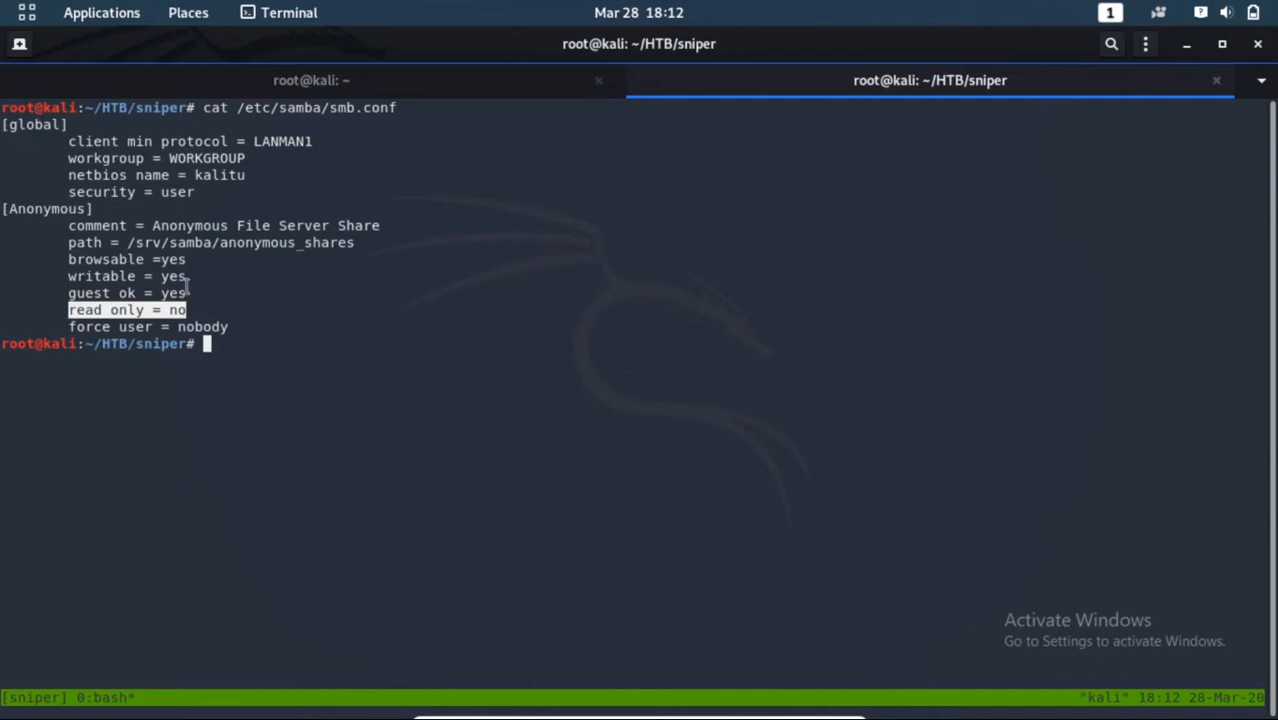 Applications Places Terminal Mar 28 18:12 1 ?
root@kali: ~/HTB/sniper
root@kali: ~ × root@kali: ~/HTB/sniper ×
root@kali:~/HTB/sniper# cat /etc/samba/smb.conf
[global]
client min protocol = LANMAN1
workgroup = WORKGROUP
netbios name = kalitu
security = user
[Anonymous]
comment = Anonymous File Server Share
path = /srv/samba/anonymous_shares
browsable =yes
writable = yes
guest ok = yes
read only = no
force user = nobody
root@kali:~/HTB/sniper#
Activate Windows
Go to Settings to activate Windows.
[sniper] 0:bash* "kali" 18:12 28-Mar-20